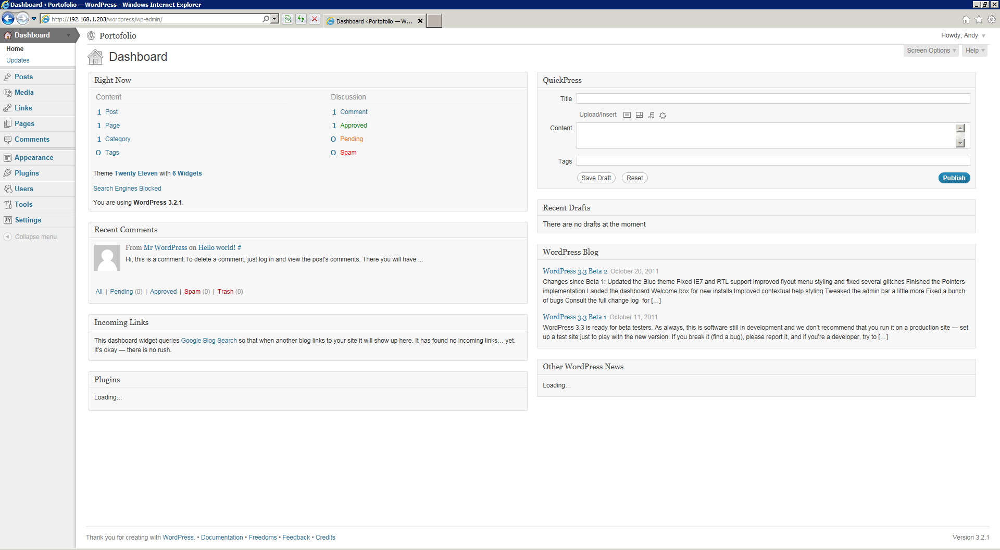 Dashboard ‹ Portofolio — WordPress - Windows Internet Explorer
http://192.168.1.203/wordpress/wp-admin/
Dashboard ‹ Portofolio — W...
Dashboard
Home
Updates
Posts
Media
Links
Pages
Comments
Appearance
Plugins
Users
Tools
Settings
Collapse menu
Portofolio
Howdy, Andy
Dashboard
Screen Options
Help
Right Now
Content
1 Post
1 Page
1 Category
0 Tags
Discussion
1 Comment
1 Approved
0 Pending
0 Spam
Theme Twenty Eleven with 6 Widgets
Search Engines Blocked
You are using WordPress 3.2.1.
Recent Comments
From Mr WordPress on Hello world! #
Hi, this is a comment.To delete a comment, just log in and view the post's comments. There you will have ...
All | Pending (0) | Approved | Spam (0) | Trash (0)
Incoming Links
This dashboard widget queries Google Blog Search so that when another blog links to your site it will show up here. It has found no incoming links… yet.
It's okay — there is no rush.
Plugins
Loading…
QuickPress
Title
Upload/Insert
Content
Tags
Save Draft
Reset
Publish
Recent Drafts
There are no drafts at the moment
WordPress Blog
WordPress 3.3 Beta 2 October 20, 2011
Changes since Beta 1: Updated the Blue theme Fixed IE7 and RTL support Improved flyout menu styling and fixed several glitches Finished the Pointers
implementation Landed the dashboard Welcome box for new installs Improved contextual help styling Tweaked the admin bar a little more Fixed a bunch
of bugs Consult the full change log  for […]
WordPress 3.3 Beta 1 October 11, 2011
WordPress 3.3 is ready for beta testers. As always, this is software still in development and we don't recommend that you run it on a production site — set
up a test site just to play with the new version. If you break it (find a bug), please report it, and if you're a developer, try to […]
Other WordPress News
Loading…
Thank you for creating with WordPress. • Documentation • Freedoms • Feedback • Credits
Version 3.2.1